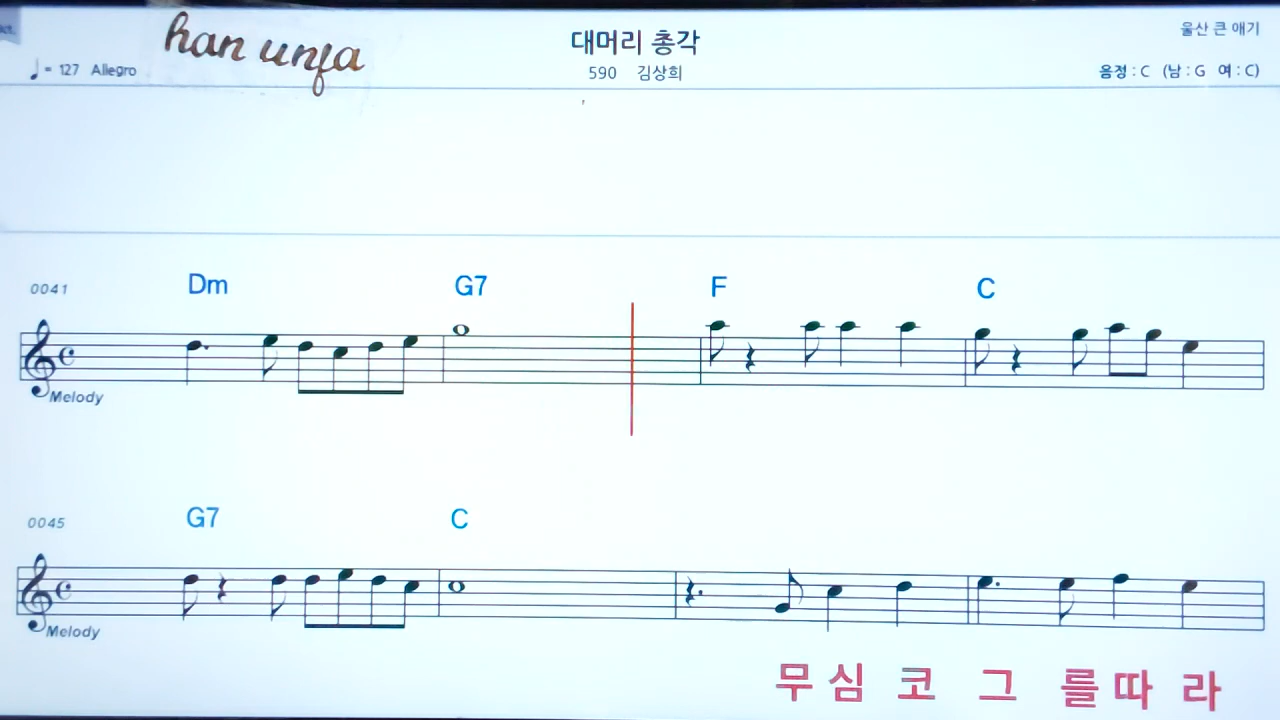 han unja
대머리 총각
울산 큰 애기
♩= 127 Allegro
590 김상희
음정 : C (남 : G 여 : C)
0041 Dm G7 F C
Melody
0045 G7 C
Melody
무심 코 그 를따 라